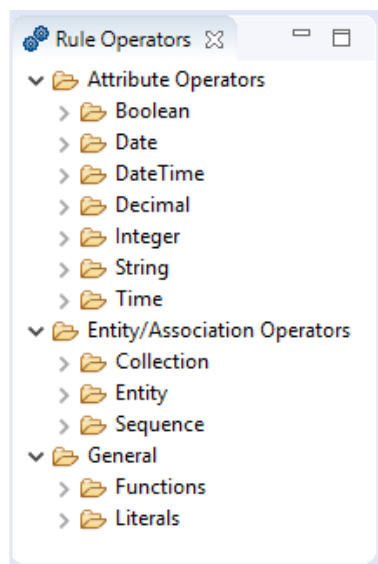 Rule Operators
Attribute Operators
Boolean
Date
DateTime
Decimal
Integer
String
Time
Entity/Association Operators
Collection
Entity
Sequence
General
Functions
Literals